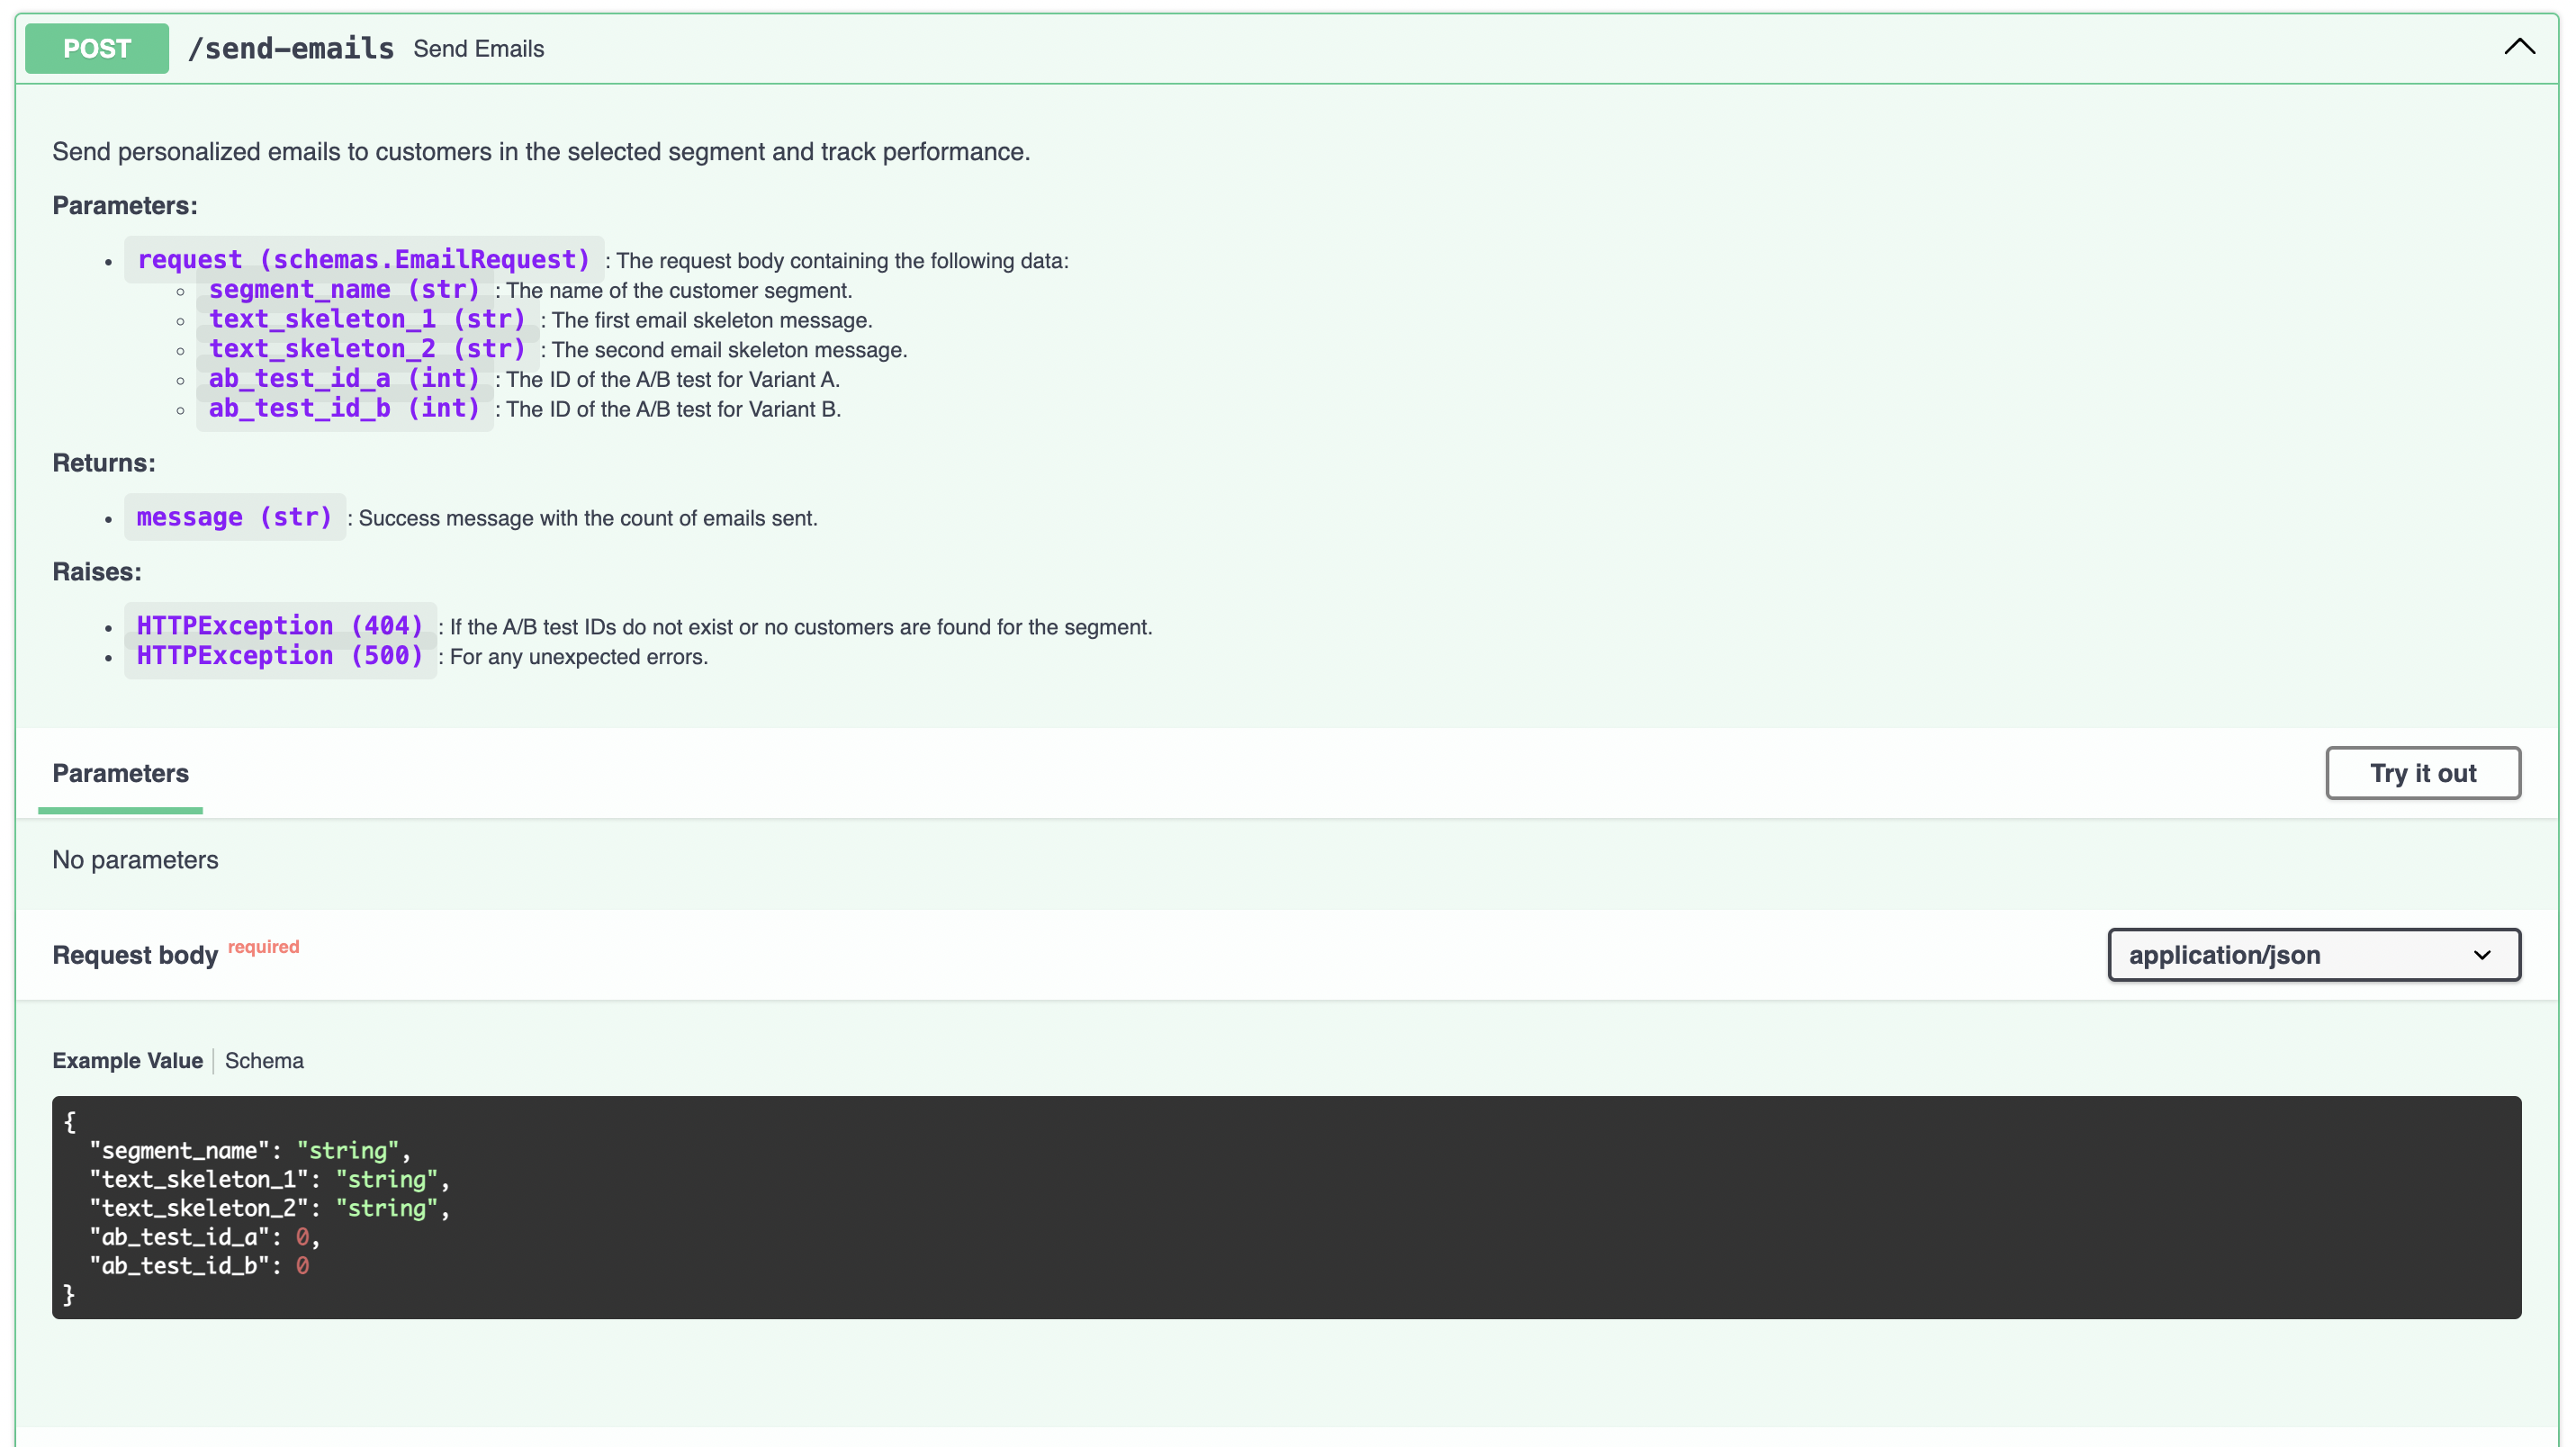 POST /send-emails Send Emails
Send personalized emails to customers in the selected segment and track performance.
Parameters:
request (schemas.EmailRequest) : The request body containing the following data:
segment_name (str) : The name of the customer segment.
text_skeleton_1 (str) : The first email skeleton message.
text_skeleton_2 (str) : The second email skeleton message.
ab_test_id_a (int) : The ID of the A/B test for Variant A.
ab_test_id_b (int) : The ID of the A/B test for Variant B.
Returns:
message (str) : Success message with the count of emails sent.
Raises:
HTTPException (404) : If the A/B test IDs do not exist or no customers are found for the segment.
HTTPException (500) : For any unexpected errors.
Parameters Try it out
No parameters
Request body required application/json
Example Value Schema
{
"segment_name": "string",
"text_skeleton_1": "string",
"text_skeleton_2": "string",
"ab_test_id_a": 0,
"ab_test_id_b": 0
}